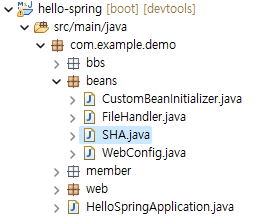 hello-spring [boot] [devtools]
src/main/java
com.example.demo
bbs
beans
CustomBeanInitializer.java
FileHandler.java
SHA.java
WebConfig.java
member
web
HelloSpringApplication.java